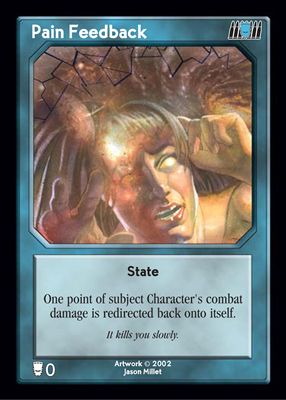 Pain Feedback
State
One point of subject Character's combat
damage is redirected back onto itself.
It kills you slowly.
0
Artwork © 2002
Jason Millet